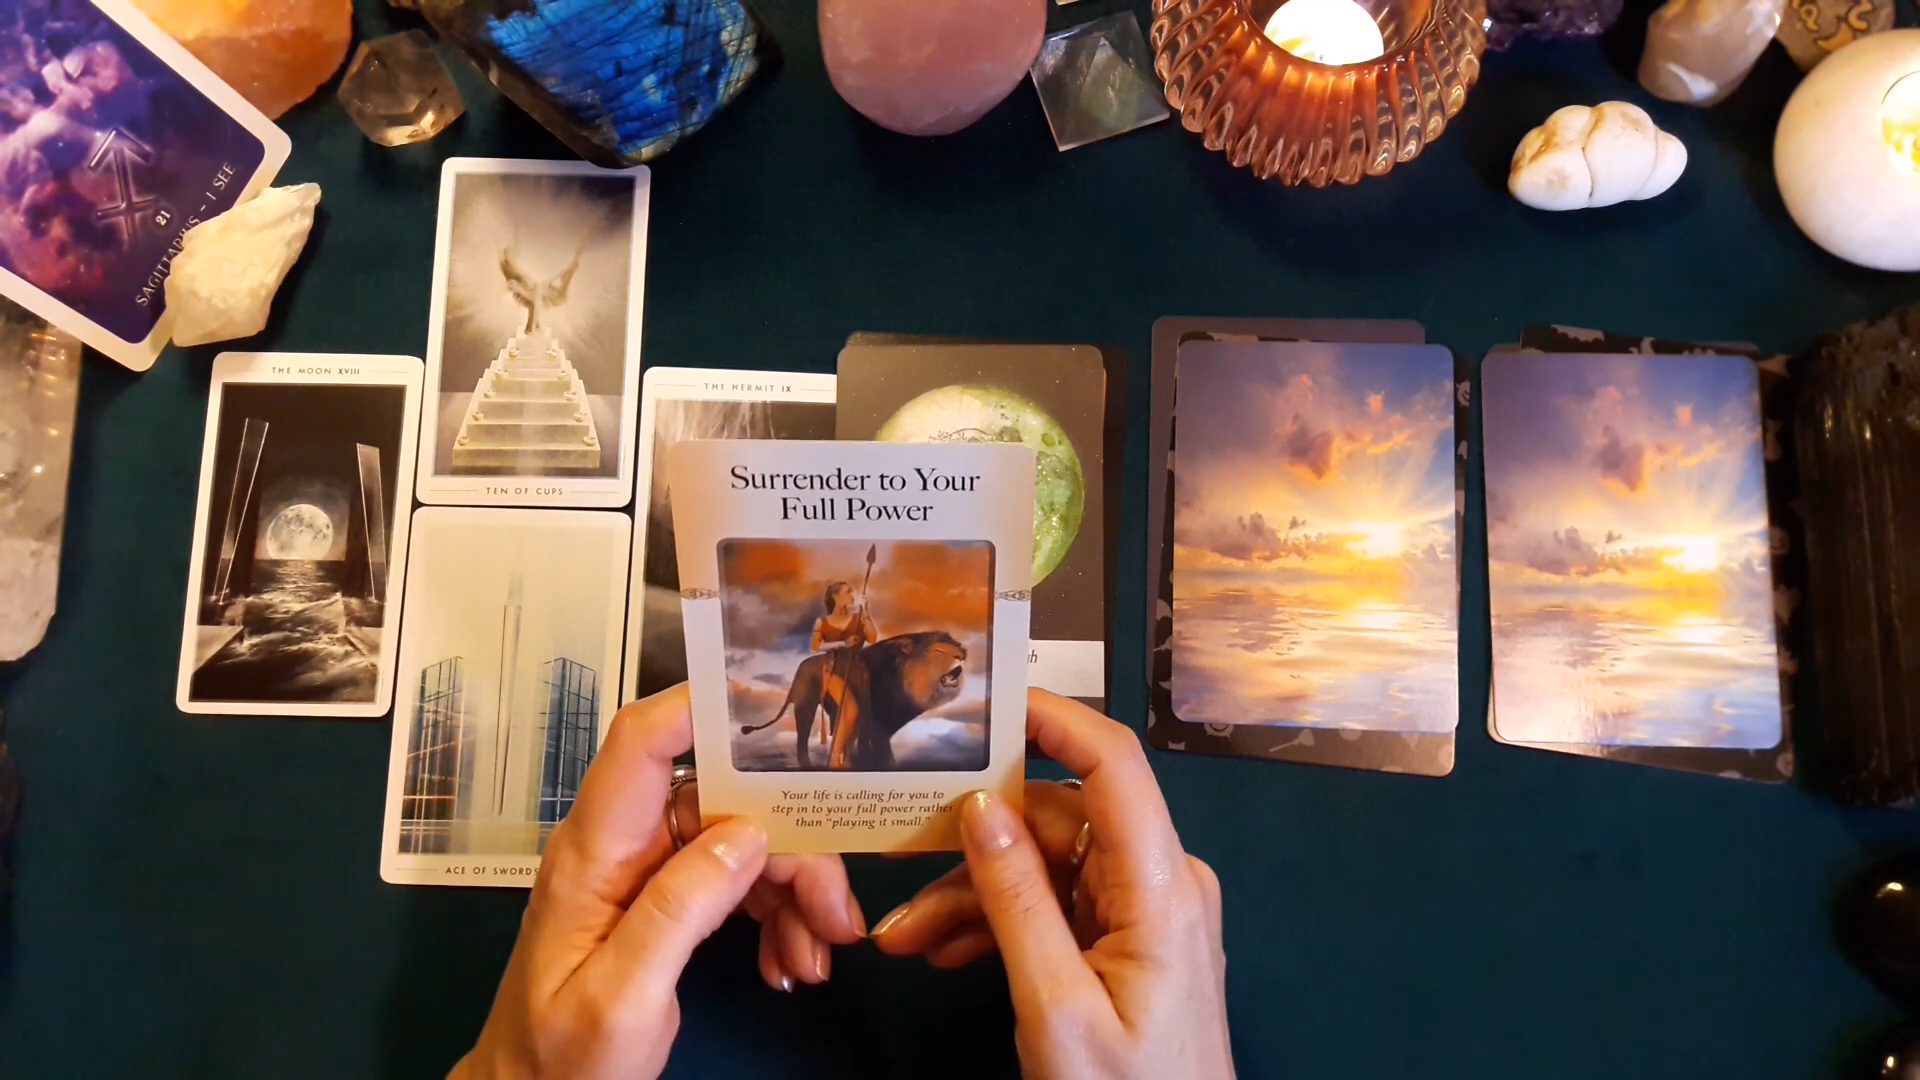 21
SAGITTARIUS ~ I SEE
THE MOON XVIII
TEN OF CUPS
THE HERMIT IX
ACE OF SWORDS
Surrender to Your
Full Power
Your life is calling for you to
step in to your full power rather
than "playing it small."